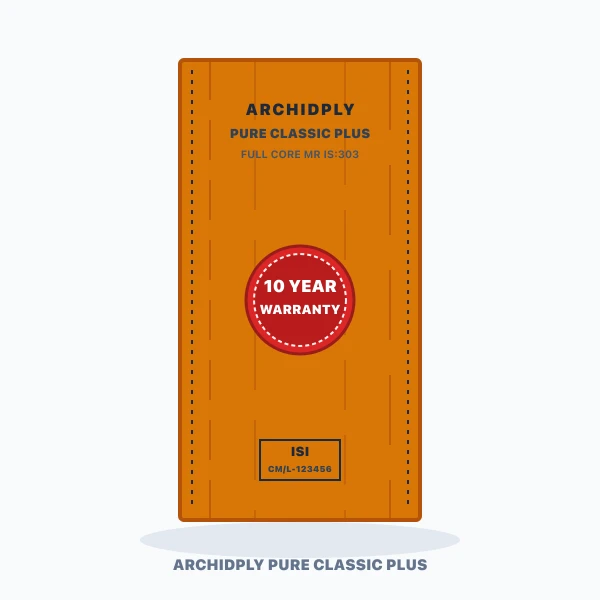 ARCHIDPLY
PURE CLASSIC PLUS
FULL CORE MR IS:303
10 YEAR
WARRANTY
ISI
CM/L-123456
ARCHIDPLY PURE CLASSIC PLUS